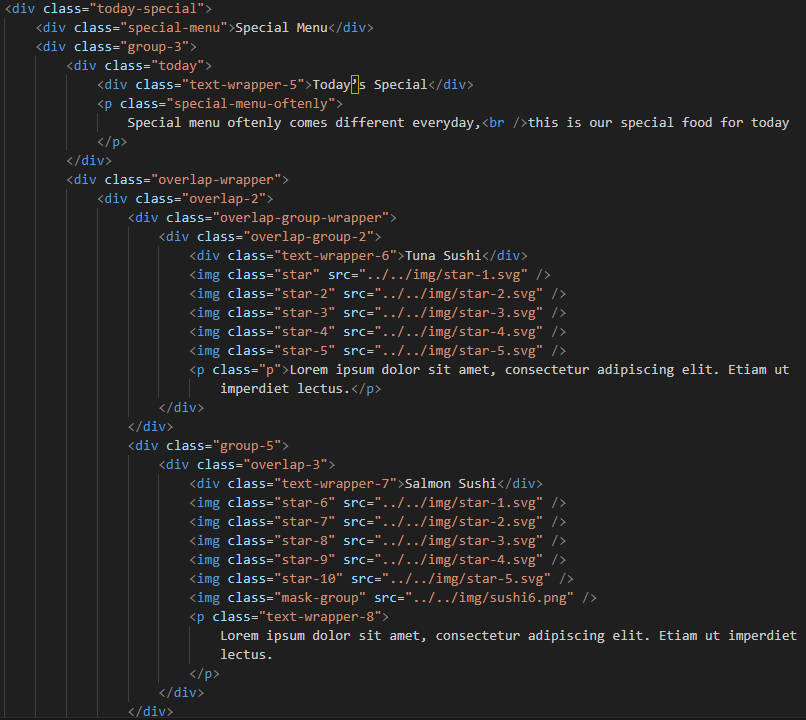 <div class="today-special">
<div class="special-menu">Special Menu</div>
<div class="group-3">
<div class="today">
<div class="text-wrapper-5">Today’s Special</div>
<p class="special-menu-oftenly">
Special menu oftenly comes different everyday,<br />this is our special food for today
</p>
</div>
<div class="overlap-wrapper">
<div class="overlap-2">
<div class="overlap-group-wrapper">
<div class="overlap-group-2">
<div class="text-wrapper-6">Tuna Sushi</div>
<img class="star" src="../../img/star-1.svg" />
<img class="star-2" src="../../img/star-2.svg" />
<img class="star-3" src="../../img/star-3.svg" />
<img class="star-4" src="../../img/star-4.svg" />
<img class="star-5" src="../../img/star-5.svg" />
<p class="p">Lorem ipsum dolor sit amet, consectetur adipiscing elit. Etiam ut
imperdiet lectus.</p>
</div>
</div>
<div class="group-5">
<div class="overlap-3">
<div class="text-wrapper-7">Salmon Sushi</div>
<img class="star-6" src="../../img/star-1.svg" />
<img class="star-7" src="../../img/star-2.svg" />
<img class="star-8" src="../../img/star-3.svg" />
<img class="star-9" src="../../img/star-4.svg" />
<img class="star-10" src="../../img/star-5.svg" />
<img class="mask-group" src="../../img/sushi6.png" />
<p class="text-wrapper-8">
Lorem ipsum dolor sit amet, consectetur adipiscing elit. Etiam ut imperdiet
lectus.
</p>
</div>
</div>